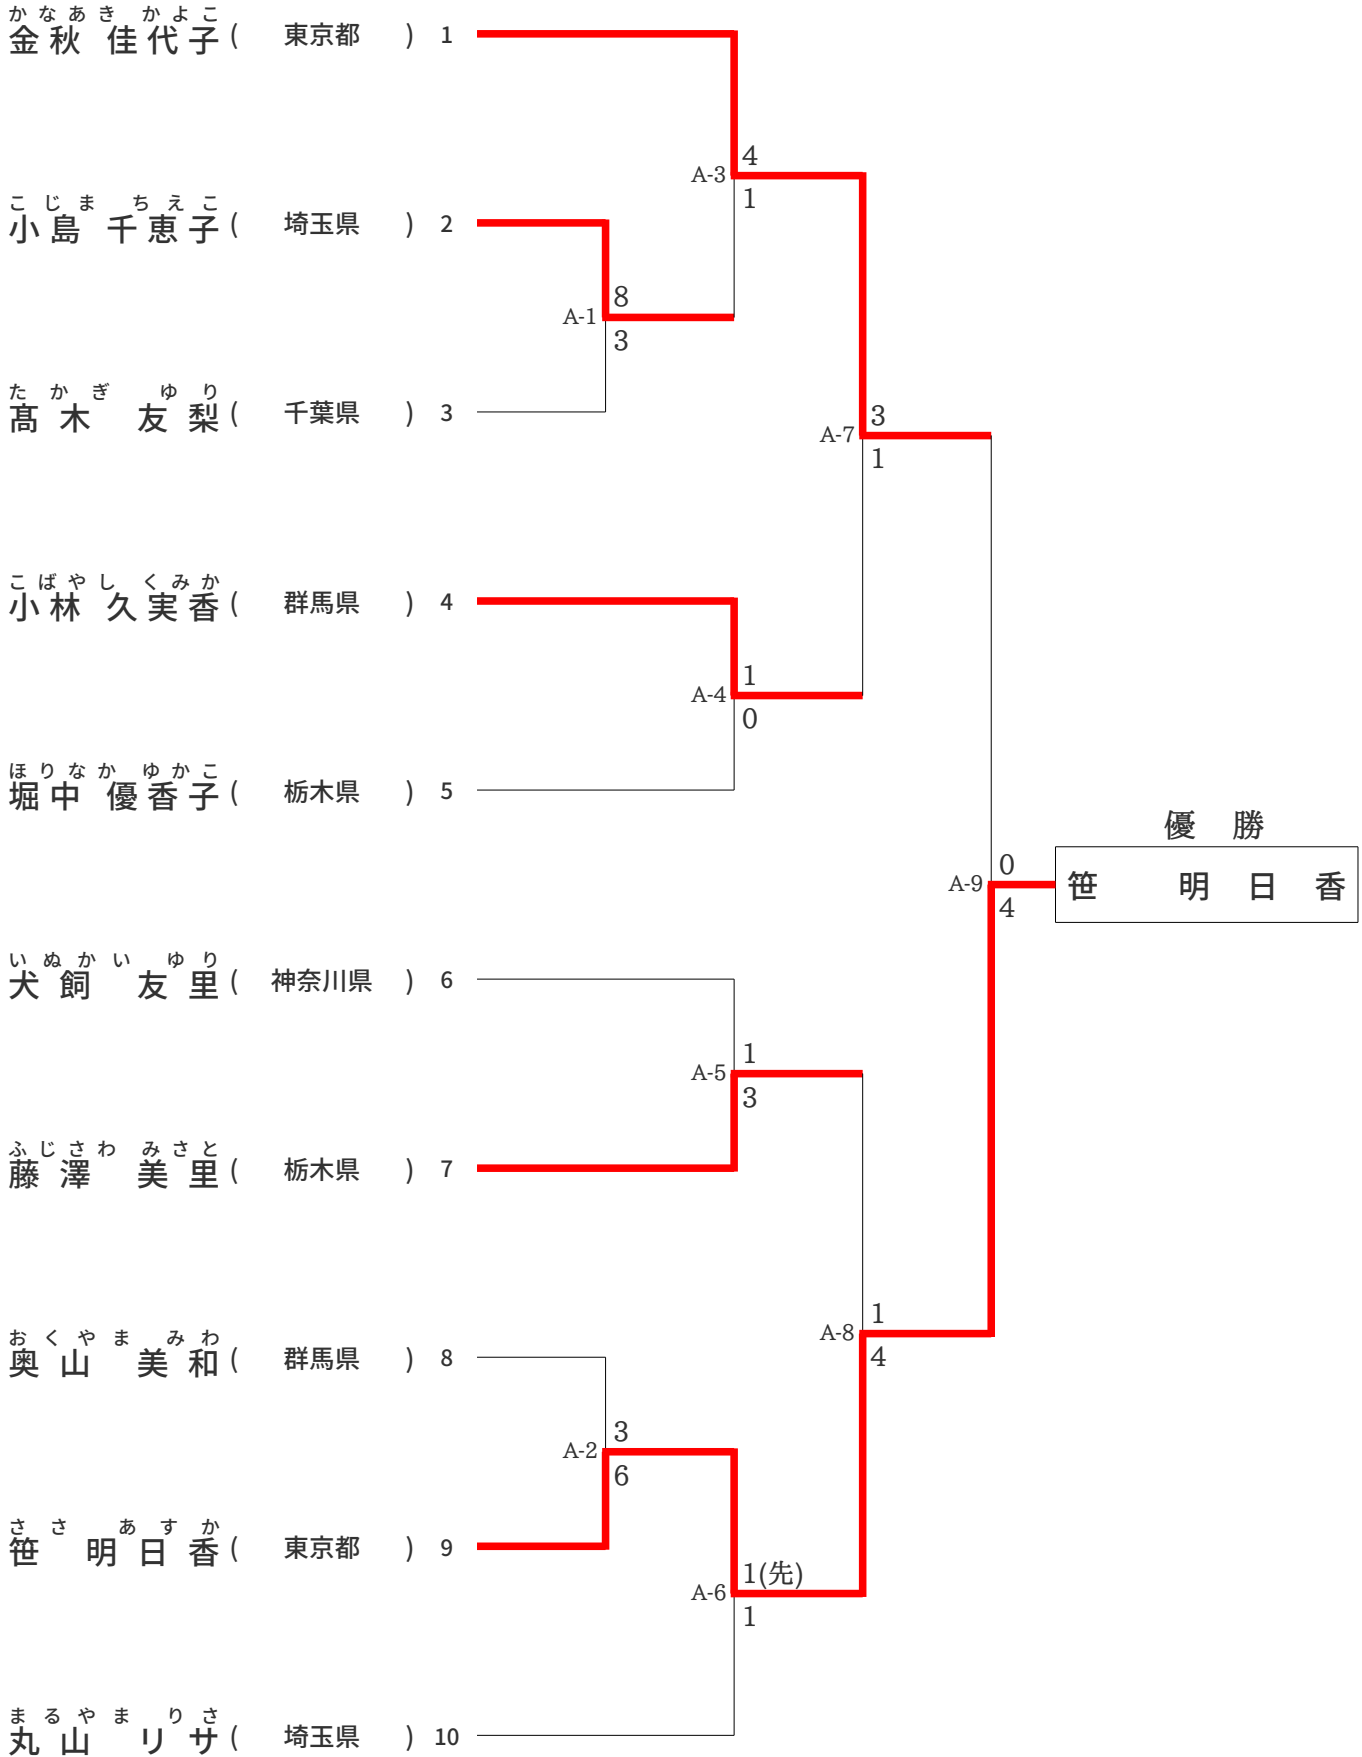 かなあき かよこ
金秋 佳代子 ( 東京都 ) 1
4
A-3
1
こじま ちえこ
小島 千恵子 ( 埼玉県 ) 2
8
A-1
3
たかぎ ゆり
髙木 友梨 ( 千葉県 ) 3
3
A-7
1
こばやし くみか
小林 久実香 ( 群馬県 ) 4
1
A-4
0
ほりなか ゆかこ
堀中 優香子 ( 栃木県 ) 5
優 勝
0
A-9
笹 明日香
4
いぬかい ゆり
犬飼 友里 ( 神奈川県 ) 6
1
A-5
3
ふじさわ みさと
藤澤 美里 ( 栃木県 ) 7
1
A-8
4
おくやま みわ
奥山 美和 ( 群馬県 ) 8
3
A-2
6
ささ あすか
笹 明日香 ( 東京都 ) 9
1(先)
A-6
1
まるやま りさ
丸山 リサ ( 埼玉県 ) 10